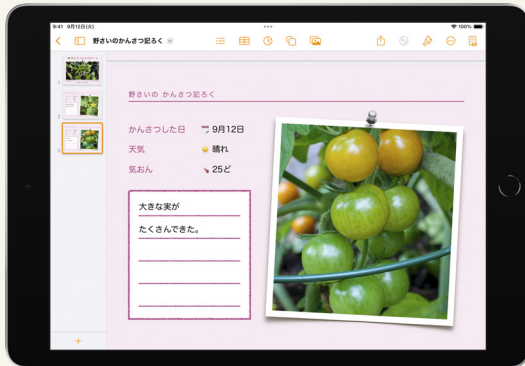 9:41 9月12日(火)
100%
野さいのかんさつ記ろく
野さいの かんさつ記ろく
かんさつした日 9月12日
天気 晴れ
気おん 25ど
大きな実が
たくさんできた。
1
2
3